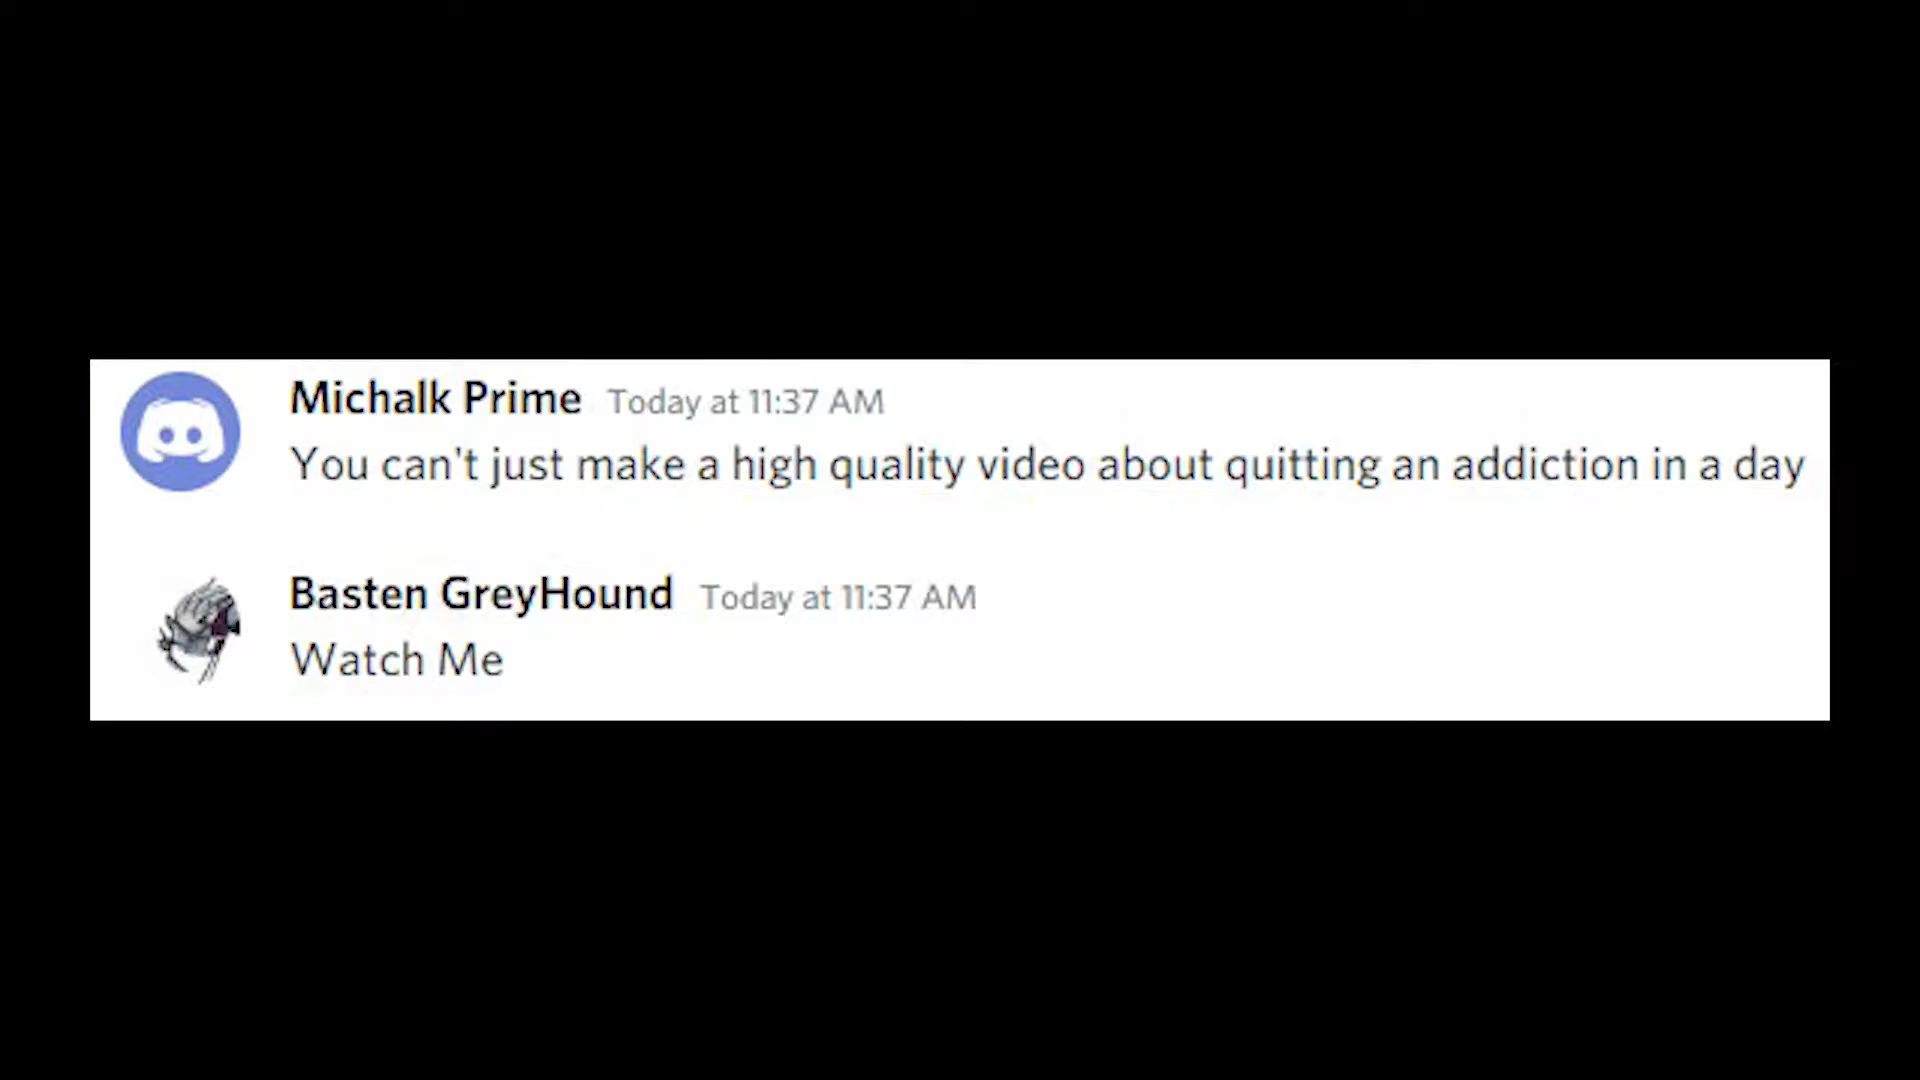 Michalk Prime Today at 11:37 AM
You can't just make a high quality video about quitting an addiction in a day
Basten GreyHound Today at 11:37 AM
Watch Me